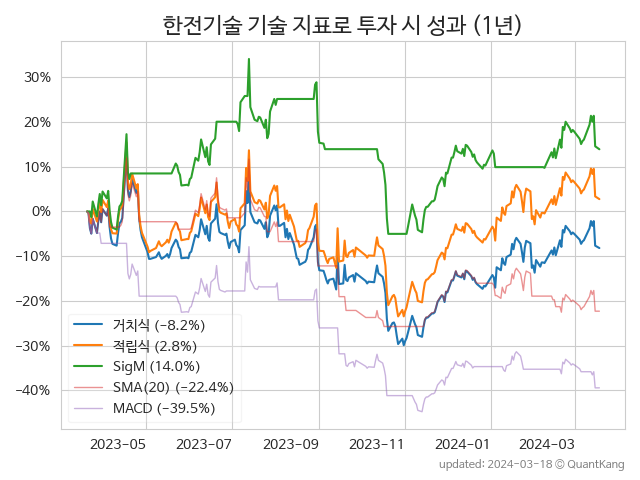 한전기술 기술 지표로 투자 시 성과 (1년)
30%
20%
10%
0%
−10%
−20%
−30%
−40%
거치식 (−8.2%)
적립식 (2.8%)
SigM (14.0%)
SMA(20) (−22.4%)
MACD (−39.5%)
2023-05 2023-07 2023-09 2023-11 2024-01 2024-03
updated: 2024-03-18 © QuantKang